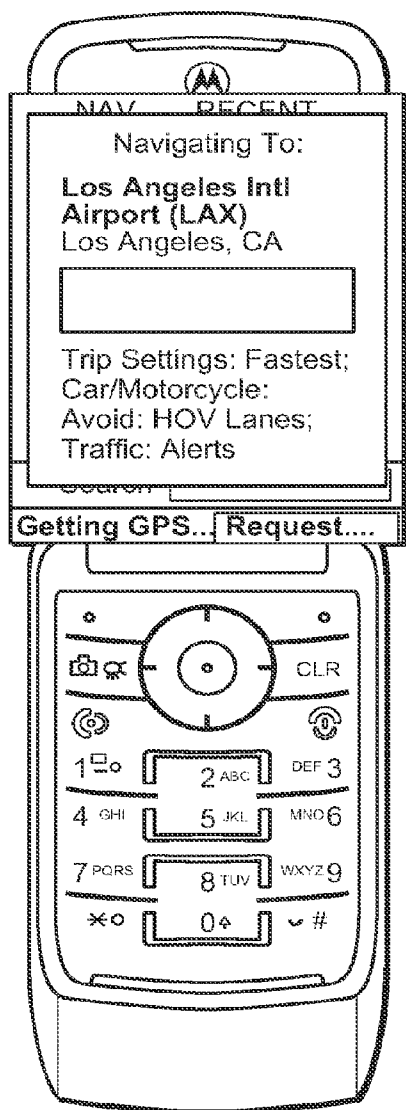 NAV RECENT
Navigating To:
Los Angeles Intl
Airport (LAX)
Los Angeles, CA
Trip Settings: Fastest;
Car/Motorcycle:
Avoid: HOV Lanes;
Traffic: Alerts
Search
Getting GPS... Request....
CLR
1 2 ABC DEF 3
4 GHI 5 JKL MNO 6
7 PQRS 8 TUV WXYZ 9
* 0 #